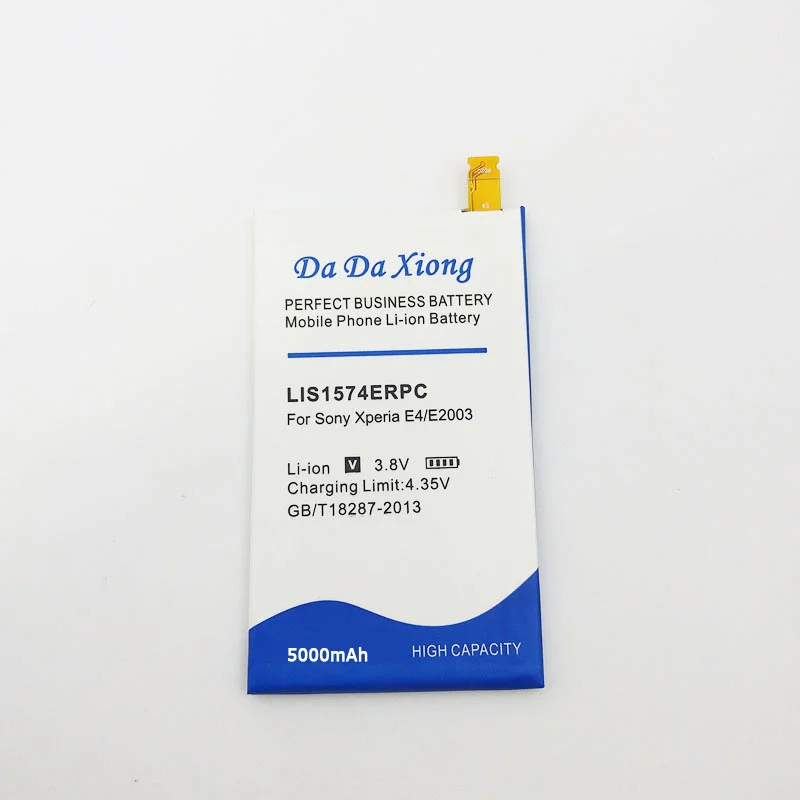 Da Da Xiong
PERFECT BUSINESS BATTERY
Mobile Phone Li-ion Battery
LIS1574ERPC
For Sony Xperia E4/E2003
Li-ion V 3.8V
Charging Limit:4.35V
GB/T18287-2013
5000mAh HIGH CAPACITY